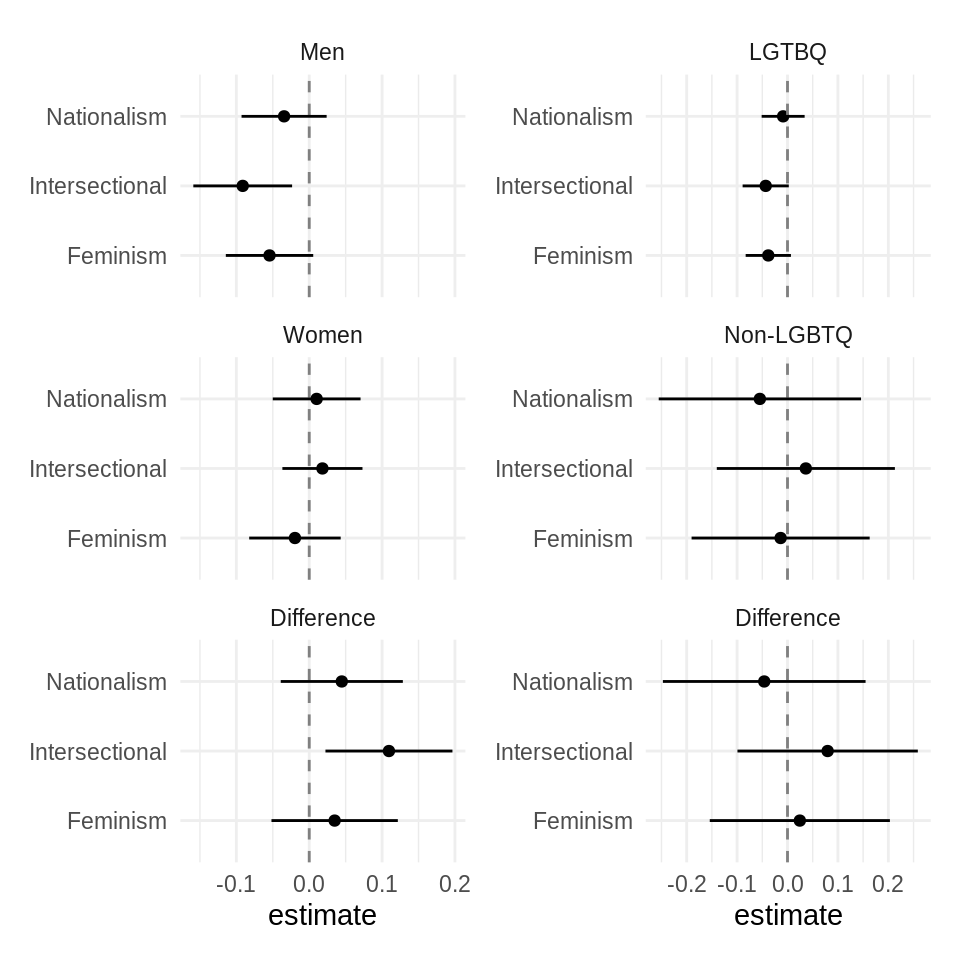 Men
Nationalism
Intersectional
Feminism
Women
Nationalism
Intersectional
Feminism
Difference
Nationalism
Intersectional
Feminism
-0.1 0.0 0.1 0.2
estimate
LGTBQ
Nationalism
Intersectional
Feminism
Non-LGBTQ
Nationalism
Intersectional
Feminism
Difference
Nationalism
Intersectional
Feminism
-0.2 -0.1 0.0 0.1 0.2
estimate